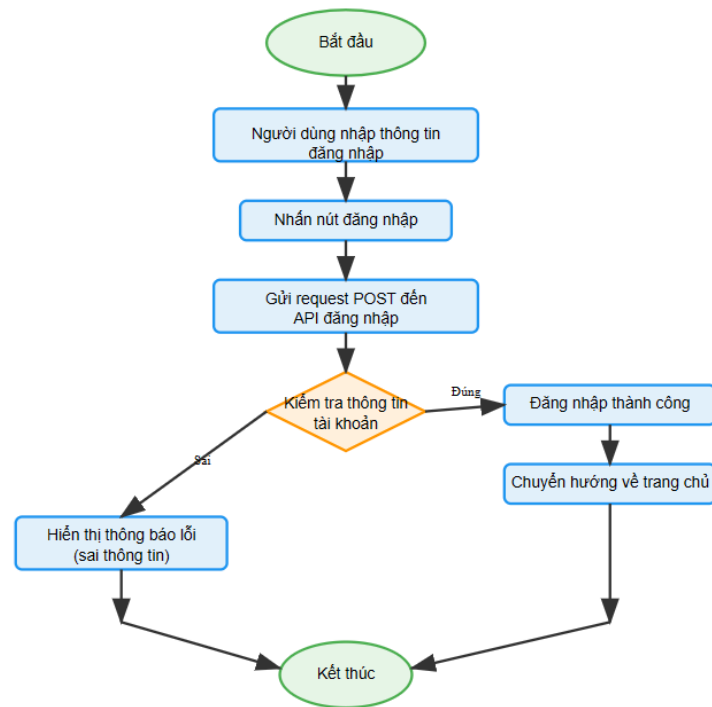 Bắt đầu
Người dùng nhập thông tin
đăng nhập
Nhấn nút đăng nhập
Gửi request POST đến
API đăng nhập
Kiểm tra thông tin
tài khoản
Đúng
Đăng nhập thành công
Sai
Chuyển hướng về trang chủ
Hiển thị thông báo lỗi
(sai thông tin)
Kết thúc